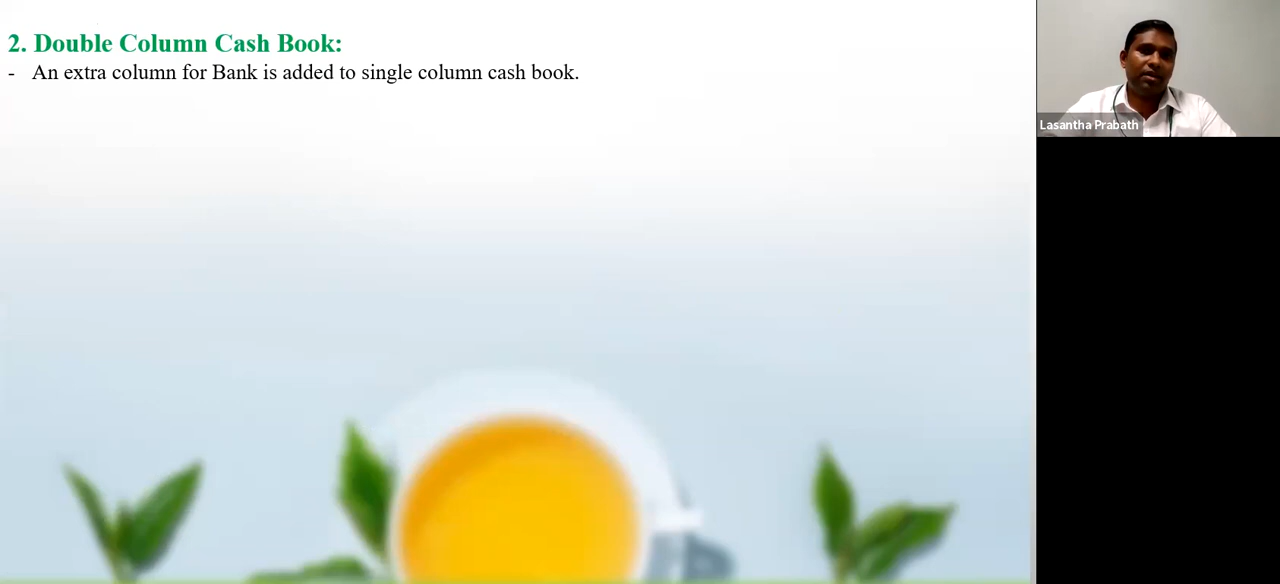 2. Double Column Cash Book:
- An extra column for Bank is added to single column cash book.
Lasantha Prabath